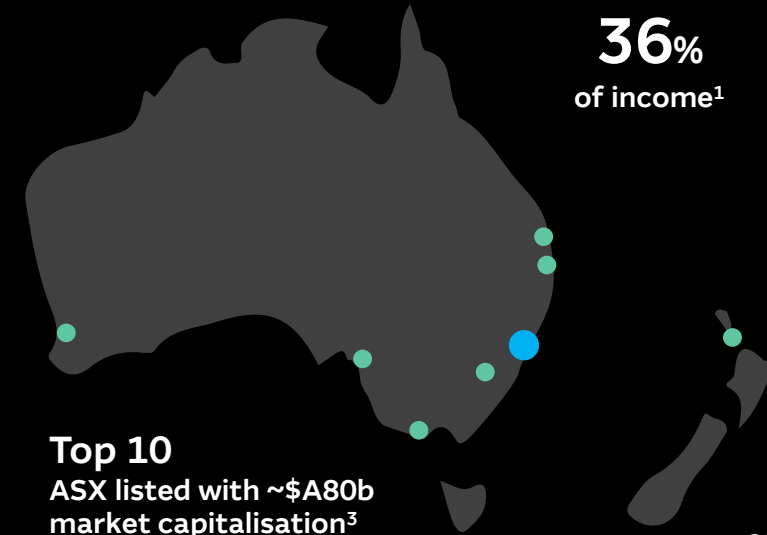 36%
of income¹
Top 10
ASX listed with ~$A80b
market capitalisation³